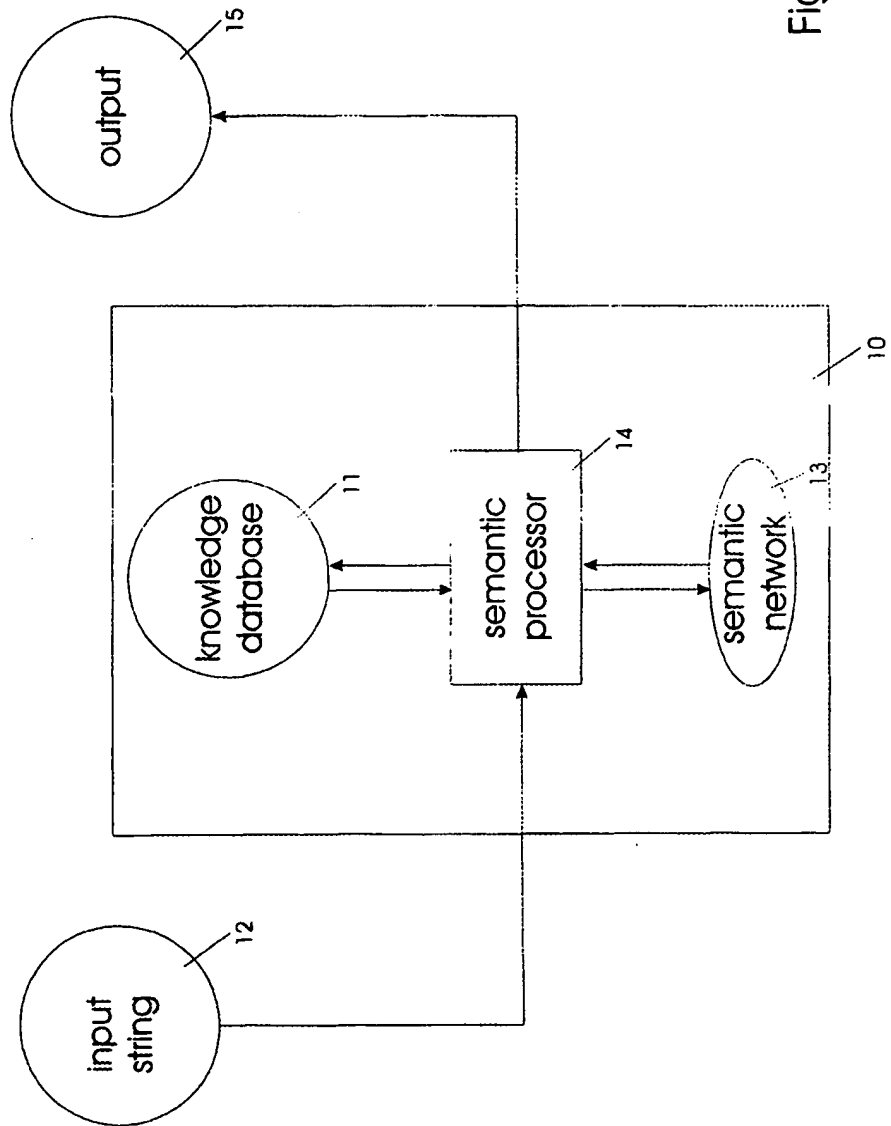 input
string
12
knowledge
database
11
semantic
processor
14
semantic
network
13
10
output
15
Fig